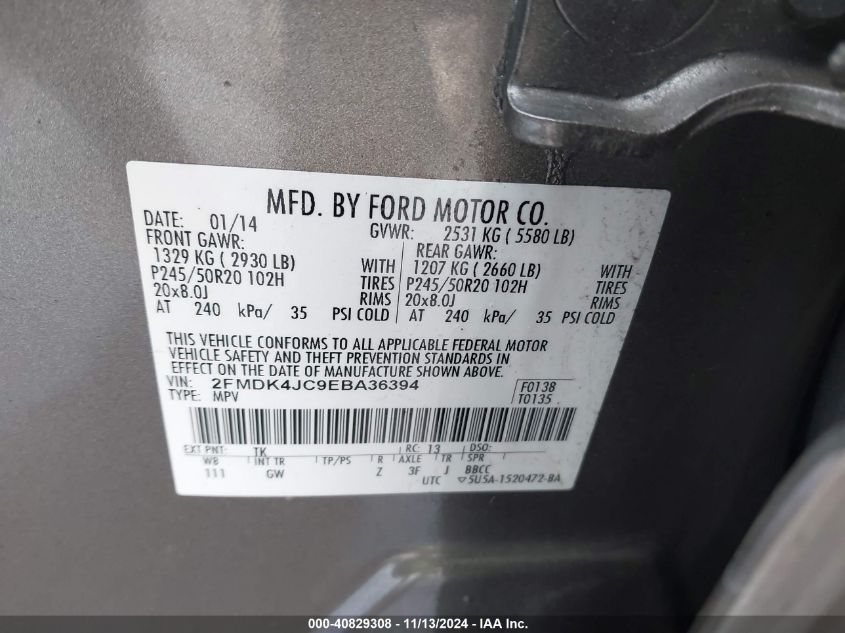 MFD. BY FORD MOTOR CO.
DATE: 01/14 GVWR: 2531 KG ( 5580 LB)
FRONT GAWR: REAR GAWR:
1329 KG ( 2930 LB) WITH 1207 KG ( 2660 LB) WITH
P245/50R20 102H TIRES P245/50R20 102H TIRES
20x8.0J RIMS 20x8.0J RIMS
AT 240 kPa/ 35 PSI COLD AT 240 kPa/ 35 PSI COLD
THIS VEHICLE CONFORMS TO ALL APPLICABLE FEDERAL MOTOR
VEHICLE SAFETY AND THEFT PREVENTION STANDARDS IN
EFFECT ON THE DATE OF MANUFACTURE SHOWN ABOVE.
VIN: 2FMDK4JC9EBA36394 F0138
TYPE: MPV T0135
EXT PNT: TK RC: 13 DSO:
WB INT TR TP/PS R AXLE TR SPR
111 GW Z 3F J BBCC
UTC ▽5U5A-1520472-BA
000-40829308 - 11/13/2024 - IAA Inc.